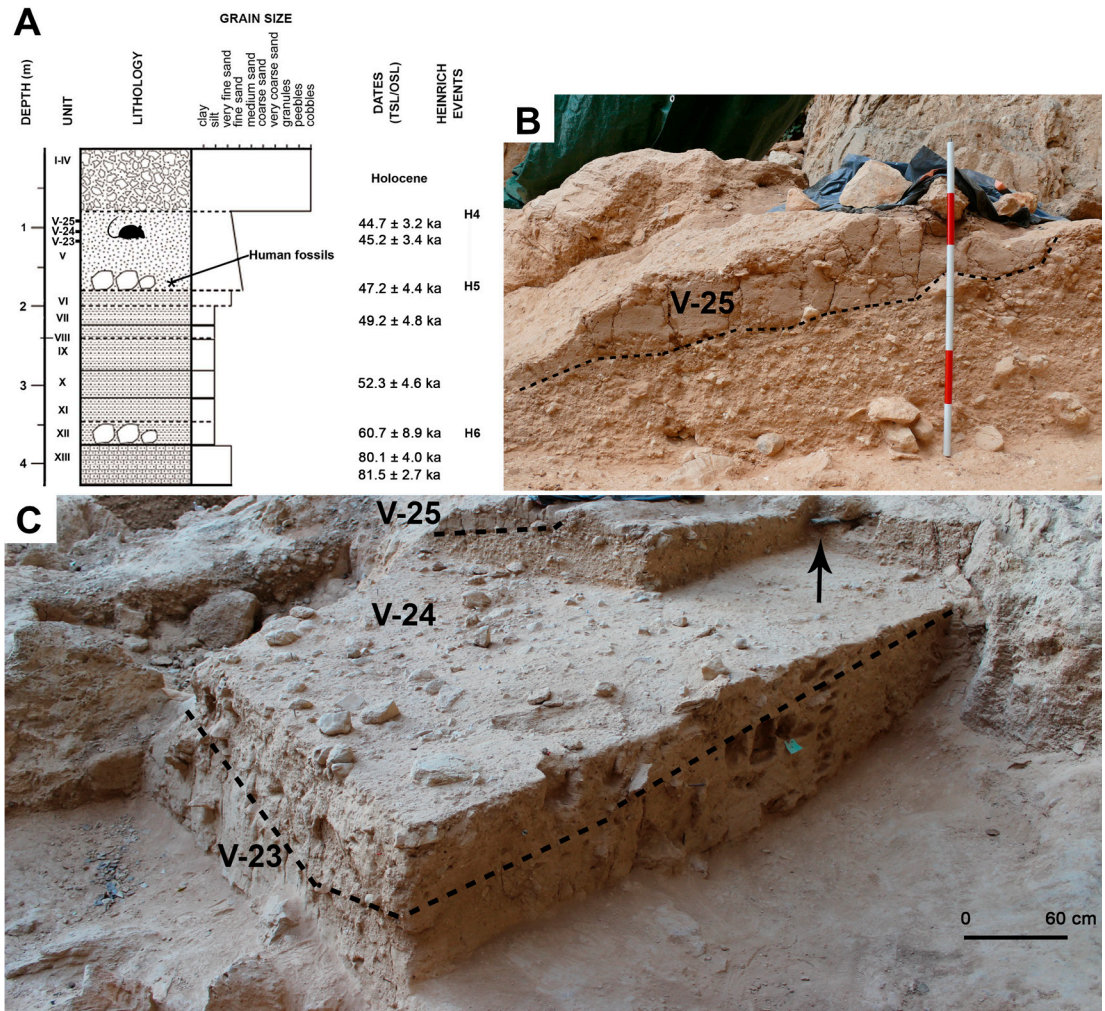 A
GRAIN SIZE
DEPTH (m)
UNIT
LITHOLOGY
clay
silt
very fine sand
fine sand
medium sand
coarse sand
very coarse sand
granules
peebles
cobbles
DATES
(TSL/OSL)
HEINRICH
EVENTS
I-IV
Holocene
V-25
1
V-24
V-23
V
44.7 ± 3.2 ka
H4
45.2 ± 3.4 ka
Human fossils
47.2 ± 4.4 ka
H5
VI
2
VII
49.2 ± 4.8 ka
VIII
IX
X
3
52.3 ± 4.6 ka
XI
XII
60.7 ± 8.9 ka
H6
XIII
4
80.1 ± 4.0 ka
81.5 ± 2.7 ka
B
V-25
C
V-25
V-24
V-23
0 60 cm